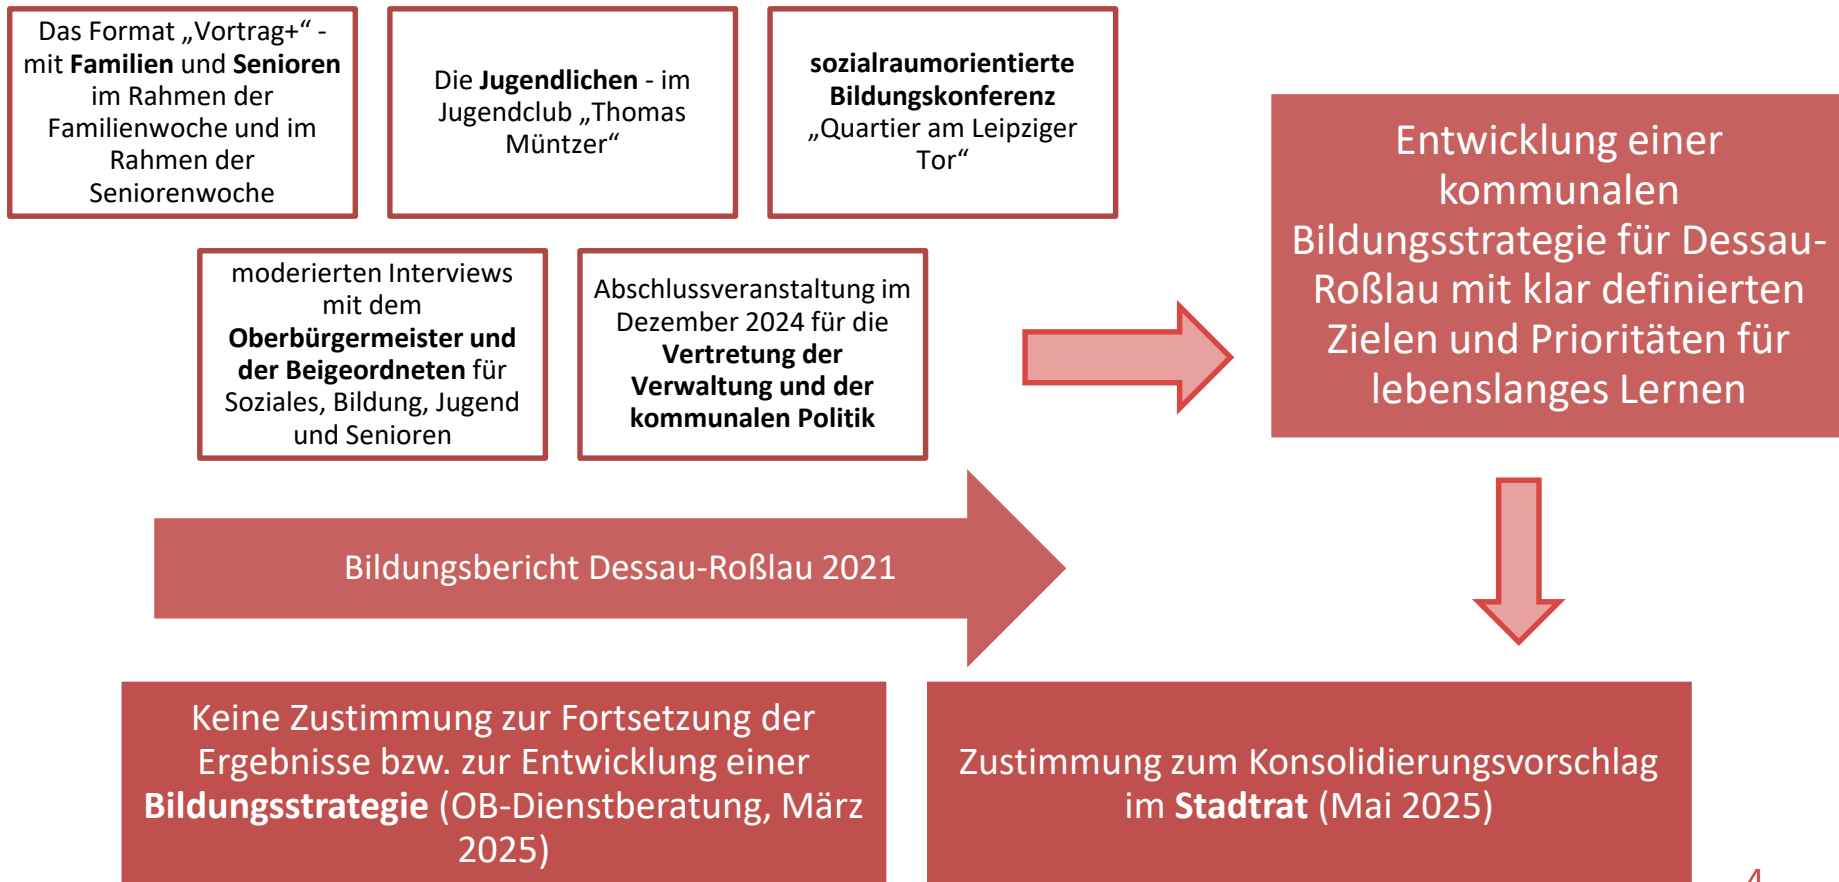 Das Format „Vortrag+“ -
mit Familien und Senioren
im Rahmen der
Familienwoche und im
Rahmen der
Seniorenwoche
Die Jugendlichen - im
Jugendclub „Thomas
Müntzer“
sozialraumorientierte
Bildungskonferenz
„Quartier am Leipziger
Tor“
moderierten Interviews
mit dem
Oberbürgermeister und
der Beigeordneten für
Soziales, Bildung, Jugend
und Senioren
Abschlussveranstaltung im
Dezember 2024 für die
Vertretung der
Verwaltung und der
kommunalen Politik
Entwicklung einer
kommunalen
Bildungsstrategie für Dessau-
Roßlau mit klar definierten
Zielen und Prioritäten für
lebenslanges Lernen
Bildungsbericht Dessau-Roßlau 2021
Keine Zustimmung zur Fortsetzung der
Ergebnisse bzw. zur Entwicklung einer
Bildungsstrategie (OB-Dienstberatung, März
2025)
Zustimmung zum Konsolidierungsvorschlag
im Stadtrat (Mai 2025)
4